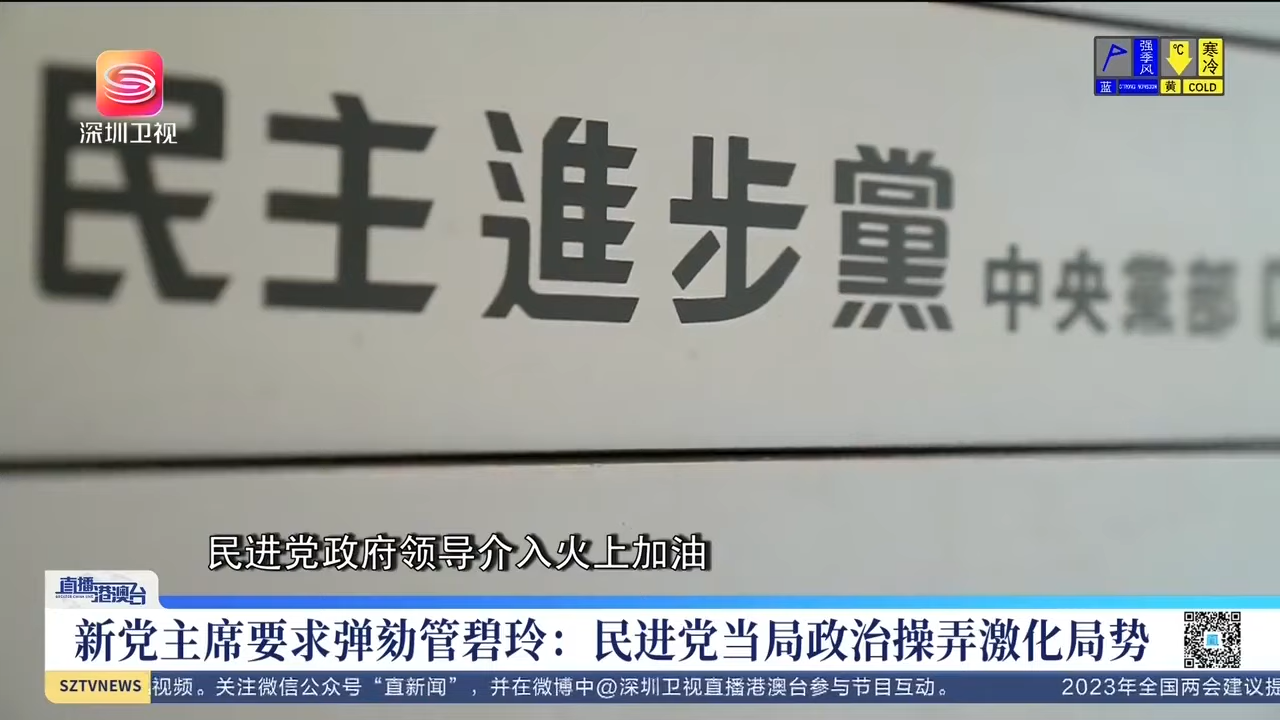 深圳卫视
强季风
蓝
STRONG MONSOON
℃
寒冷
黄
COLD
民主進步黨
中央黨部
民进党政府领导介入火上加油
直播港澳台
新党主席要求弹劾管碧玲：民进党当局政治操弄激化局势
SZTVNEWS
视频。关注微信公众号“直新闻”，并在微博中@深圳卫视直播港澳台参与节目互动。
2023年全国两会建议提